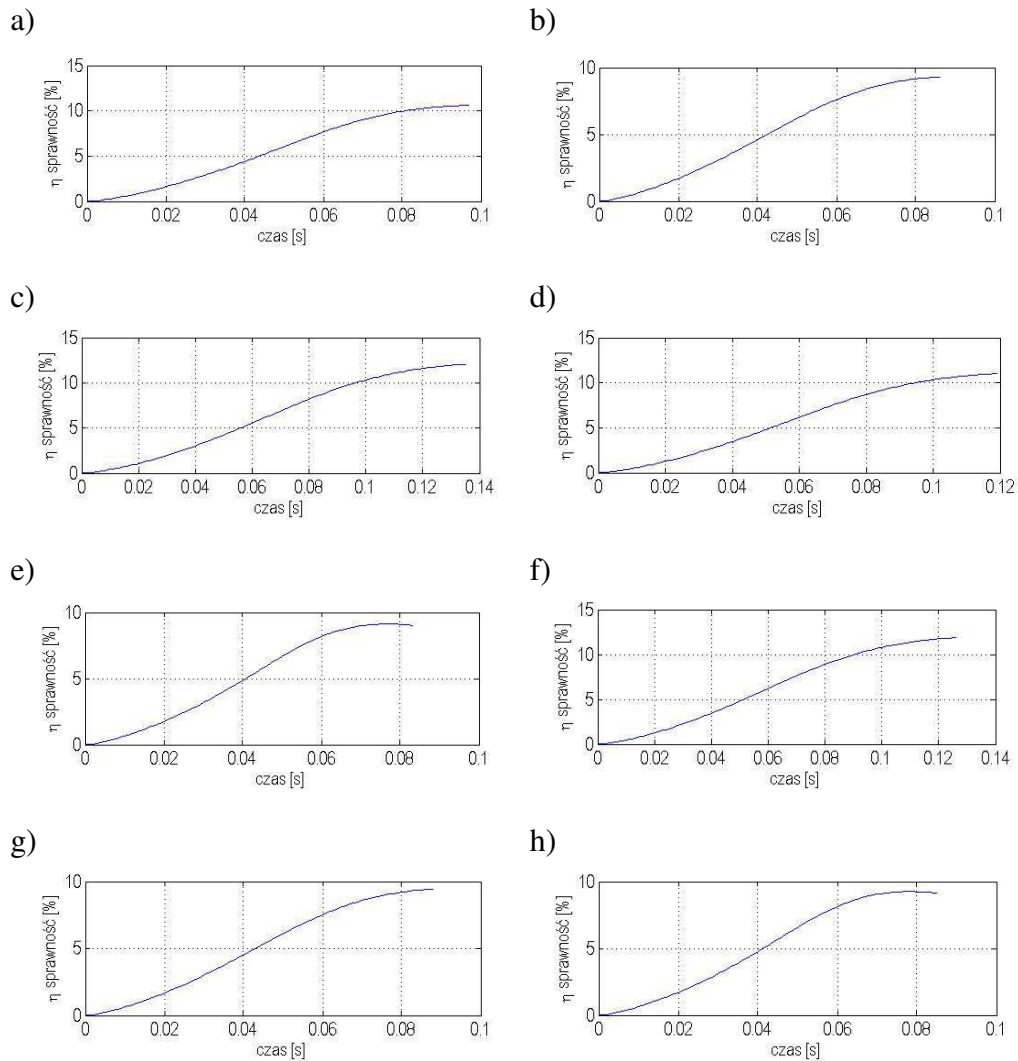 a)
b)
15
10
5
0
η sprawność [%]
0 0.02 0.04 0.06 0.08 0.1
czas [s]
10
5
0
η sprawność [%]
0 0.02 0.04 0.06 0.08 0.1
czas [s]
c)
d)
15
10
5
0
η sprawność [%]
0 0.02 0.04 0.06 0.08 0.1 0.12 0.14
czas [s]
15
10
5
0
η sprawność [%]
0 0.02 0.04 0.06 0.08 0.1 0.12
czas [s]
e)
f)
10
5
0
η sprawność [%]
0 0.02 0.04 0.06 0.08 0.1
czas [s]
15
10
5
0
η sprawność [%]
0 0.02 0.04 0.06 0.08 0.1 0.12 0.14
czas [s]
g)
h)
10
5
0
η sprawność [%]
0 0.02 0.04 0.06 0.08 0.1
czas [s]
10
5
0
η sprawność [%]
0 0.02 0.04 0.06 0.08 0.1
czas [s]